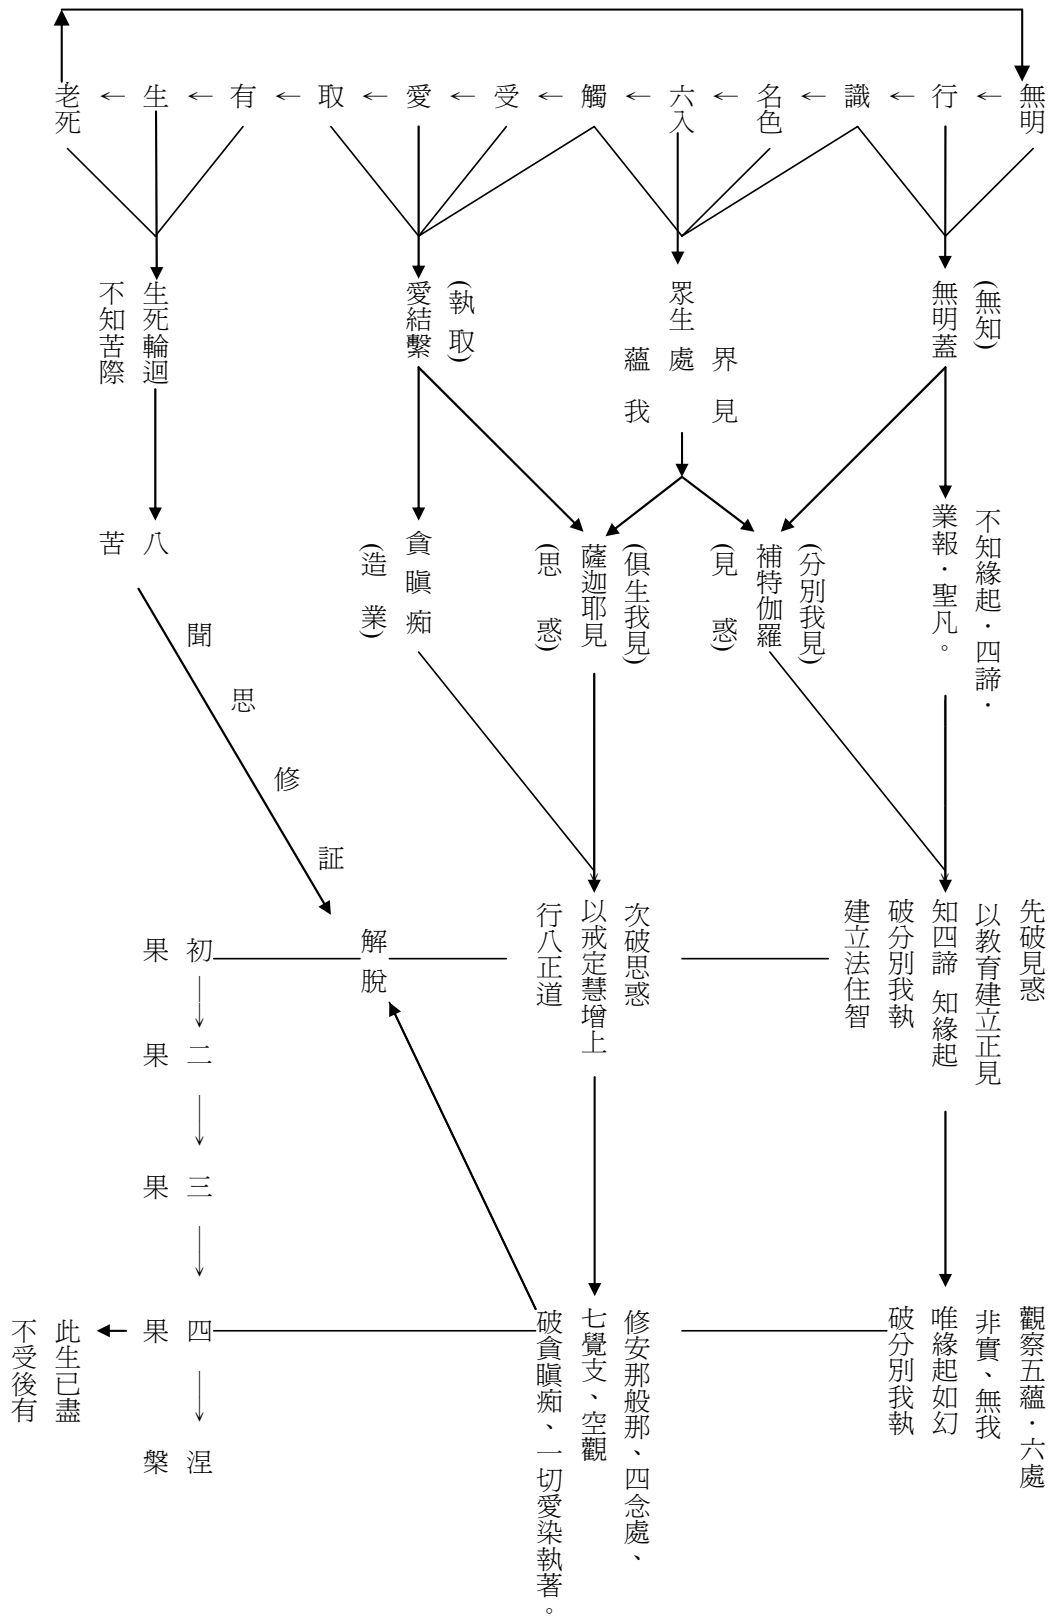 無明 ← 行 ← 識 ← 名色 ← 六入 ← 觸 ← 受 ← 愛 ← 取 ← 有 ← 生 ← 老死
(無知)
無明蓋
界見
眾生處
蘊我
(執取)
愛結繫
生死輪迴
不知苦際
不知緣起．四諦．
業報．聖凡。
(分別我見)
補特伽羅
(見惑)
(俱生我見)
薩迦耶見
(思惑)
貪瞋痴
(造業)
八
苦
聞思修証
先破見惑
以教育建立正見
知四諦 知緣起
破分別我執
建立法住智
次破思惑
以戒定慧增上
行八正道
解脫
初果
二果
三果
四果
涅槃
觀察五蘊．六處
非實、無我
唯緣起如幻
破分別我執
修安那般那、四念處、
七覺支、空觀
破貪瞋痴、一切愛染執著。
此生已盡
不受後有